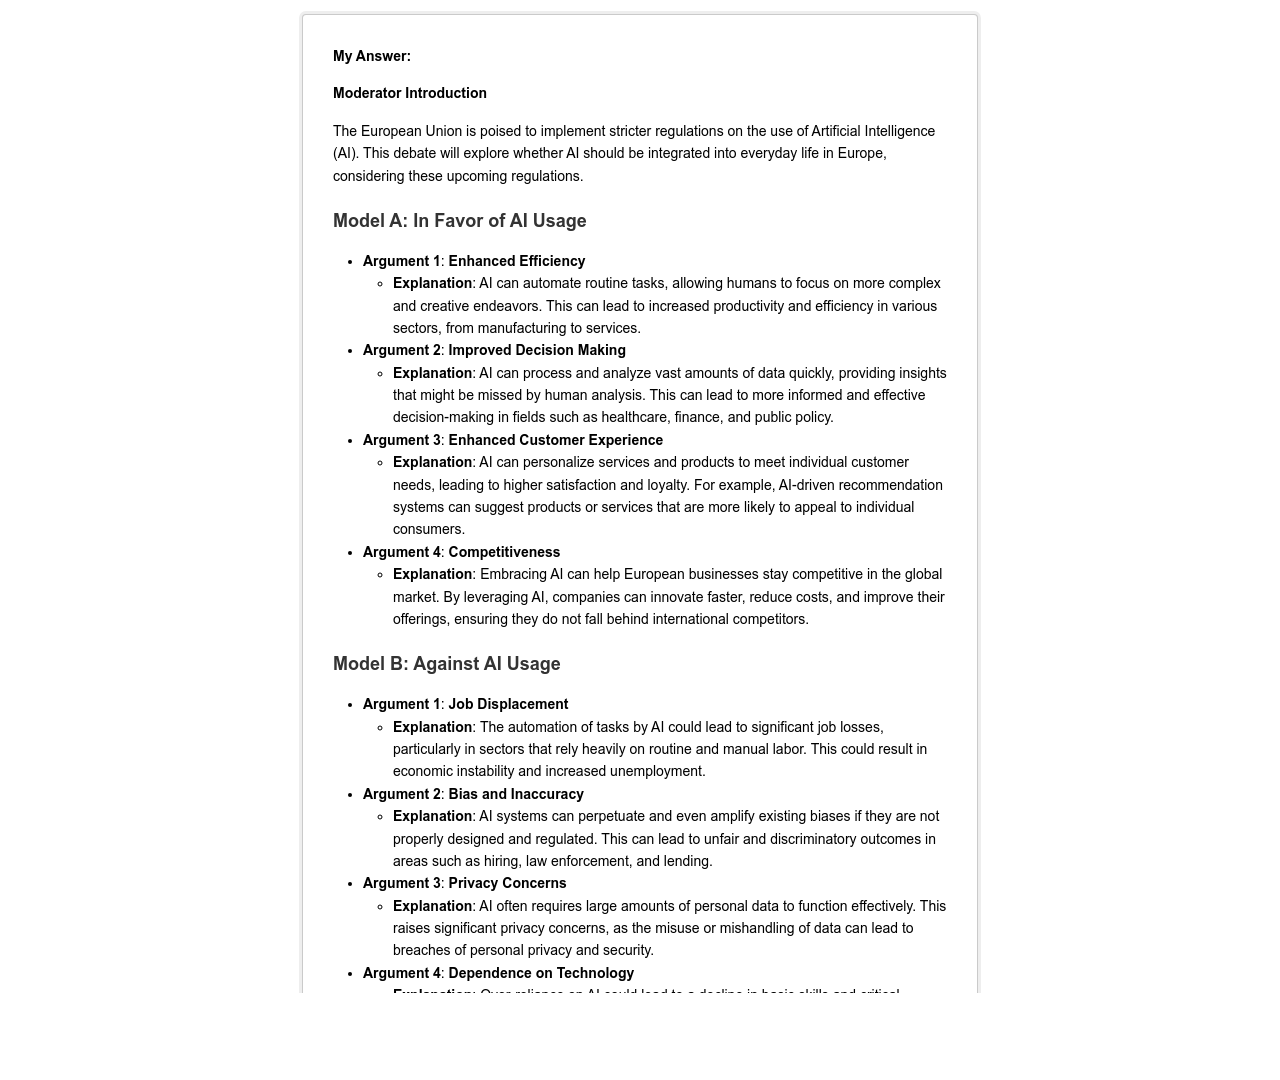 My Answer:
Moderator Introduction
The European Union is poised to implement stricter regulations on the use of Artificial Intelligence
(AI). This debate will explore whether AI should be integrated into everyday life in Europe,
considering these upcoming regulations.
Model A: In Favor of AI Usage
• Argument 1: Enhanced Efficiency
◦ Explanation: AI can automate routine tasks, allowing humans to focus on more complex
and creative endeavors. This can lead to increased productivity and efficiency in various
sectors, from manufacturing to services.
• Argument 2: Improved Decision Making
◦ Explanation: AI can process and analyze vast amounts of data quickly, providing insights
that might be missed by human analysis. This can lead to more informed and effective
decision-making in fields such as healthcare, finance, and public policy.
• Argument 3: Enhanced Customer Experience
◦ Explanation: AI can personalize services and products to meet individual customer
needs, leading to higher satisfaction and loyalty. For example, AI-driven recommendation
systems can suggest products or services that are more likely to appeal to individual
consumers.
• Argument 4: Competitiveness
◦ Explanation: Embracing AI can help European businesses stay competitive in the global
market. By leveraging AI, companies can innovate faster, reduce costs, and improve their
offerings, ensuring they do not fall behind international competitors.
Model B: Against AI Usage
• Argument 1: Job Displacement
◦ Explanation: The automation of tasks by AI could lead to significant job losses,
particularly in sectors that rely heavily on routine and manual labor. This could result in
economic instability and increased unemployment.
• Argument 2: Bias and Inaccuracy
◦ Explanation: AI systems can perpetuate and even amplify existing biases if they are not
properly designed and regulated. This can lead to unfair and discriminatory outcomes in
areas such as hiring, law enforcement, and lending.
• Argument 3: Privacy Concerns
◦ Explanation: AI often requires large amounts of personal data to function effectively. This
raises significant privacy concerns, as the misuse or mishandling of data can lead to
breaches of personal privacy and security.
• Argument 4: Dependence on Technology